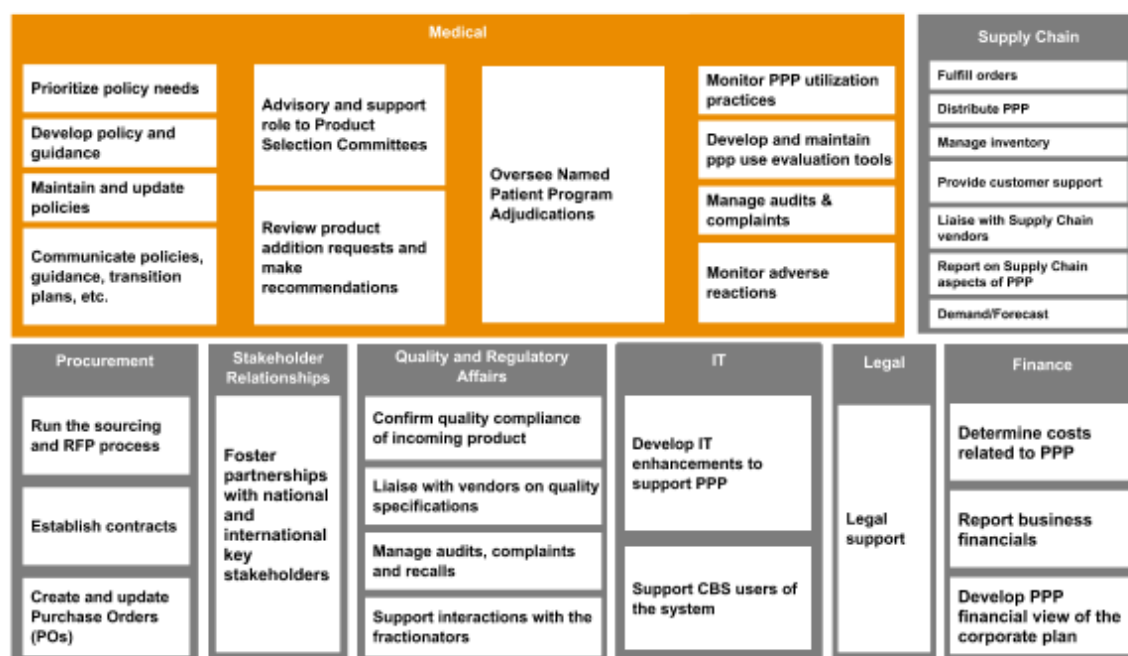 Medical
Prioritize policy needs
Develop policy and
guidance
Maintain and update
policies
Communicate policies,
guidance, transition
plans, etc.
Advisory and support
role to Product
Selection Committees
Review product
addition requests and
make
recommendations
Oversee Named
Patient Program
Adjudications
Monitor PPP utilization
practices
Develop and maintain
ppp use evaluation tools
Manage audits &
complaints
Monitor adverse
reactions
Supply Chain
Fulfill orders
Distribute PPP
Manage inventory
Provide customer support
Liaise with Supply Chain
vendors
Report on Supply Chain
aspects of PPP
Demand/Forecast
Procurement
Run the sourcing
and RFP process
Establish contracts
Create and update
Purchase Orders
(POs)
Stakeholder
Relationships
Foster
partnerships
with national
and
international
key
stakeholders
Quality and Regulatory
Affairs
Confirm quality compliance
of incoming product
Liaise with vendors on quality
specifications
Manage audits, complaints
and recalls
Support interactions with the
fractionators
IT
Develop IT
enhancements to
support PPP
Support CBS users of
the system
Legal
Legal
support
Finance
Determine costs
related to PPP
Report business
financials
Develop PPP
financial view of the
corporate plan